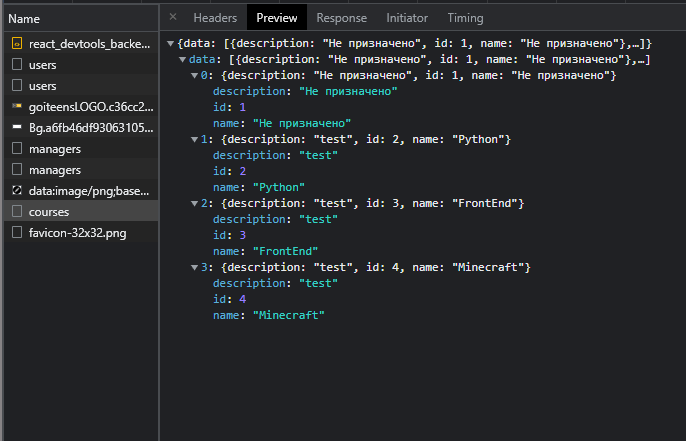 Name
react_devtools_backe...
users
users
goiteensLOGO.c36cc2...
Bg.a6fb46df93063105...
managers
managers
data:image/png;base...
courses
favicon-32x32.png
× Headers Preview Response Initiator Timing
▼{data: [{description: "Не призначено", id: 1, name: "Не призначено"},…]}
▼data: [{description: "Не призначено", id: 1, name: "Не призначено"},…]
▼0: {description: "Не призначено", id: 1, name: "Не призначено"}
description: "Не призначено"
id: 1
name: "Не призначено"
▼1: {description: "test", id: 2, name: "Python"}
description: "test"
id: 2
name: "Python"
▼2: {description: "test", id: 3, name: "FrontEnd"}
description: "test"
id: 3
name: "FrontEnd"
▼3: {description: "test", id: 4, name: "Minecraft"}
description: "test"
id: 4
name: "Minecraft"